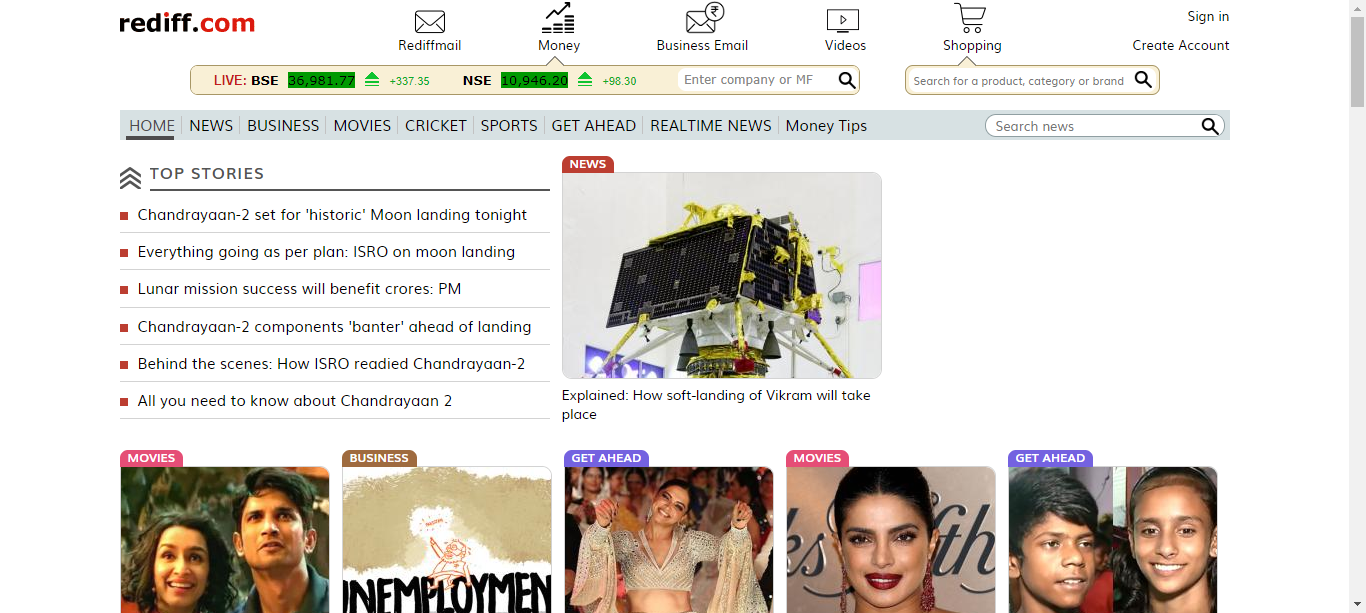 rediff.com
Rediffmail
Money
Business Email
Videos
Shopping
Sign in
Create Account
LIVE: BSE 36,981.77 +337.35 NSE 10,946.20 +98.30
Enter company or MF
Search for a product, category or brand
HOME NEWS BUSINESS MOVIES CRICKET SPORTS GET AHEAD REALTIME NEWS Money Tips
Search news
TOP STORIES
Chandrayaan-2 set for 'historic' Moon landing tonight
Everything going as per plan: ISRO on moon landing
Lunar mission success will benefit crores: PM
Chandrayaan-2 components 'banter' ahead of landing
Behind the scenes: How ISRO readied Chandrayaan-2
All you need to know about Chandrayaan 2
NEWS
Explained: How soft-landing of Vikram will take
place
MOVIES
BUSINESS
UNEMPLOYMEN
GET AHEAD
MOVIES
GET AHEAD